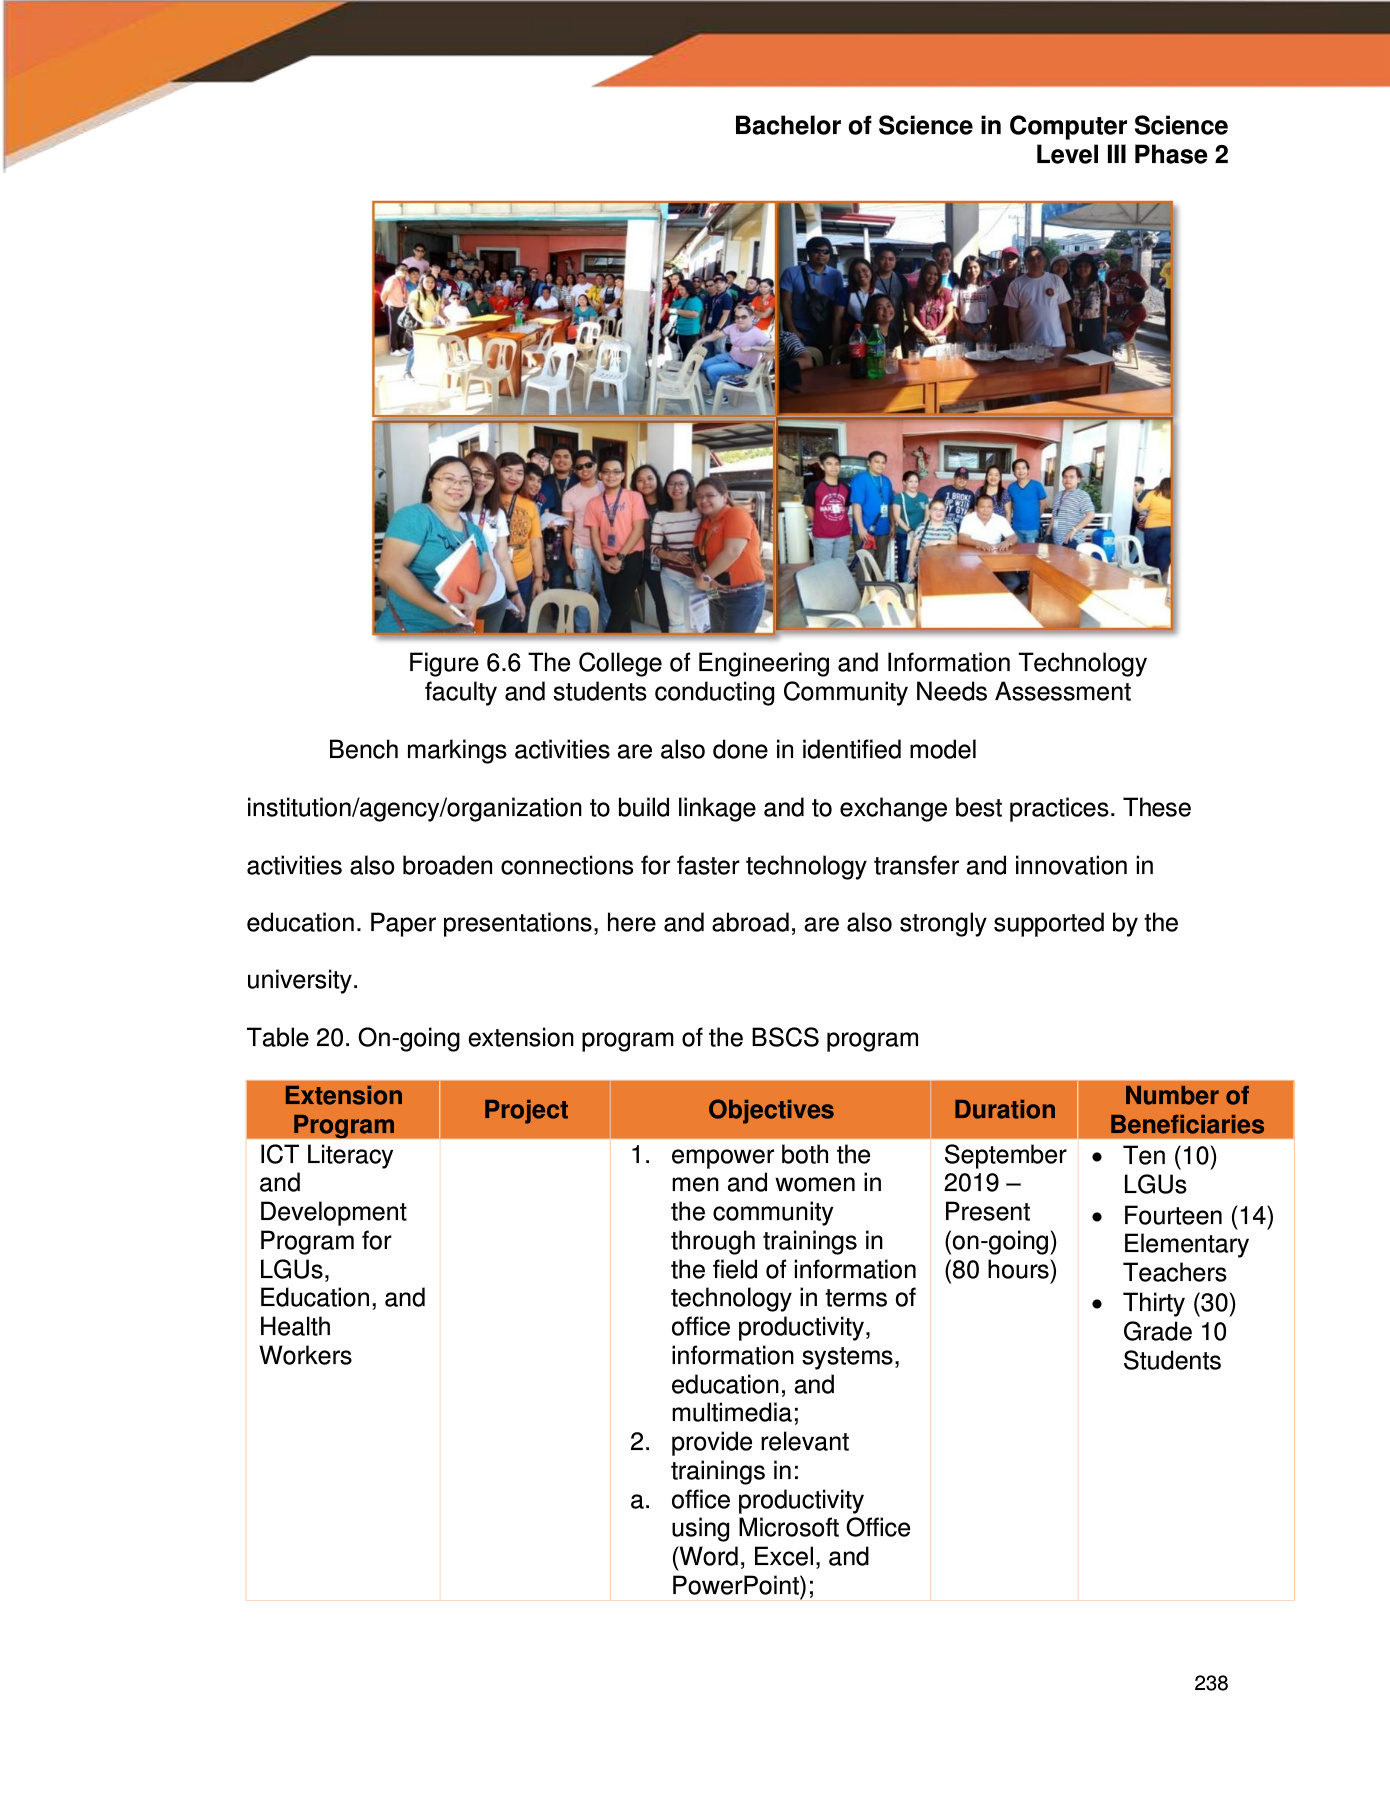 Bachelor of Science in Computer Science
Level III Phase 2
Figure 6.6 The College of Engineering and Information Technology
faculty and students conducting Community Needs Assessment
Bench markings activities are also done in identified model
institution/agency/organization to build linkage and to exchange best practices. These
activities also broaden connections for faster technology transfer and innovation in
education. Paper presentations, here and abroad, are also strongly supported by the
university.
Table 20. On-going extension program of the BSCS program
Extension
Program
Project
Objectives
Duration
Number of
Beneficiaries
ICT Literacy
and
Development
Program for
LGUs,
Education, and
Health
Workers
1. empower both the
men and women in
the community
through trainings in
the field of information
technology in terms of
office productivity,
information systems,
education, and
multimedia;
2. provide relevant
trainings in:
a. office productivity
using Microsoft Office
(Word, Excel, and
PowerPoint);
September
2019 –
Present
(on-going)
(80 hours)
• Ten (10)
LGUs
• Fourteen (14)
Elementary
Teachers
• Thirty (30)
Grade 10
Students
238